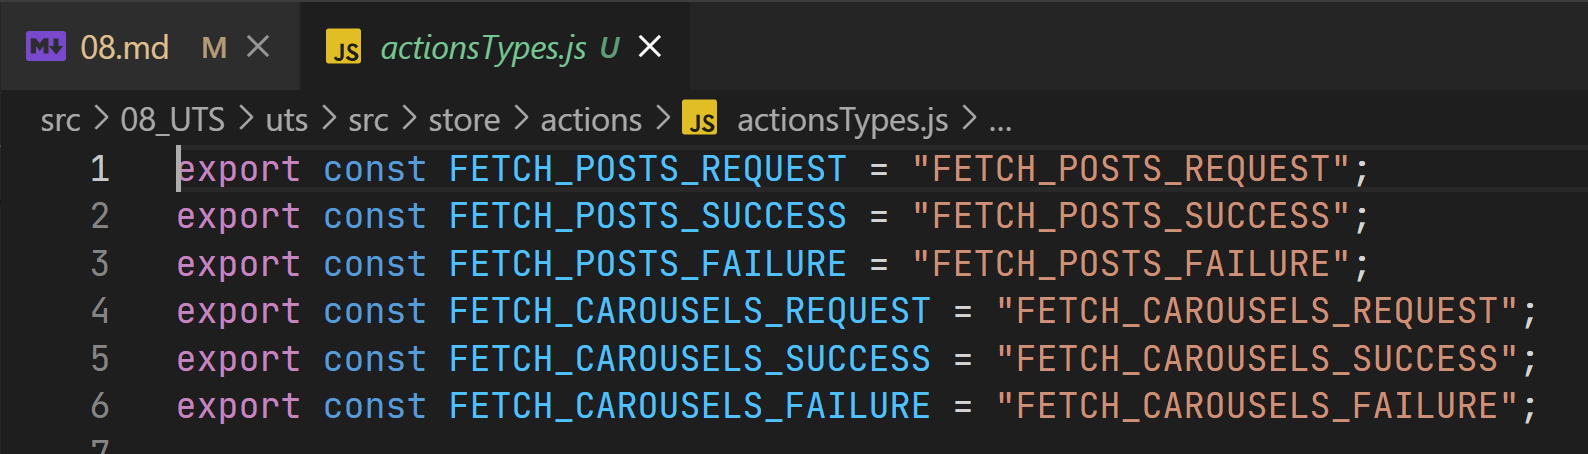 M↓ 08.md M × JS actionsTypes.js U ×
src > 08_UTS > uts > src > store > actions > JS actionsTypes.js > ...
1 export const FETCH_POSTS_REQUEST = "FETCH_POSTS_REQUEST";
2 export const FETCH_POSTS_SUCCESS = "FETCH_POSTS_SUCCESS";
3 export const FETCH_POSTS_FAILURE = "FETCH_POSTS_FAILURE";
4 export const FETCH_CAROUSELS_REQUEST = "FETCH_CAROUSELS_REQUEST";
5 export const FETCH_CAROUSELS_SUCCESS = "FETCH_CAROUSELS_SUCCESS";
6 export const FETCH_CAROUSELS_FAILURE = "FETCH_CAROUSELS_FAILURE";
7